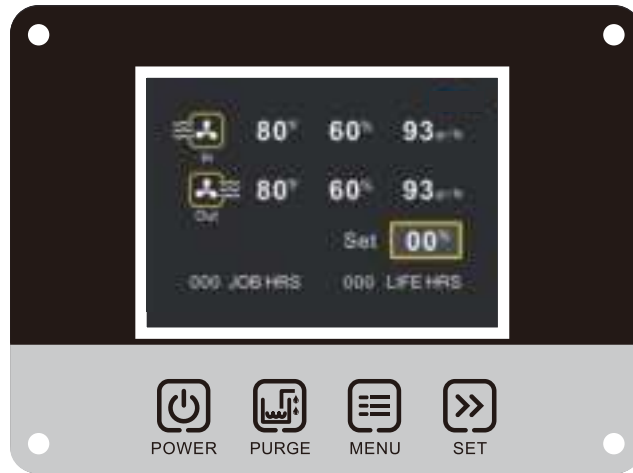 80°F 60% 93
In
80°F 60% 93
Out
Set 00%
000 JOB HRS 000 LIFE HRS
POWER PURGE MENU SET